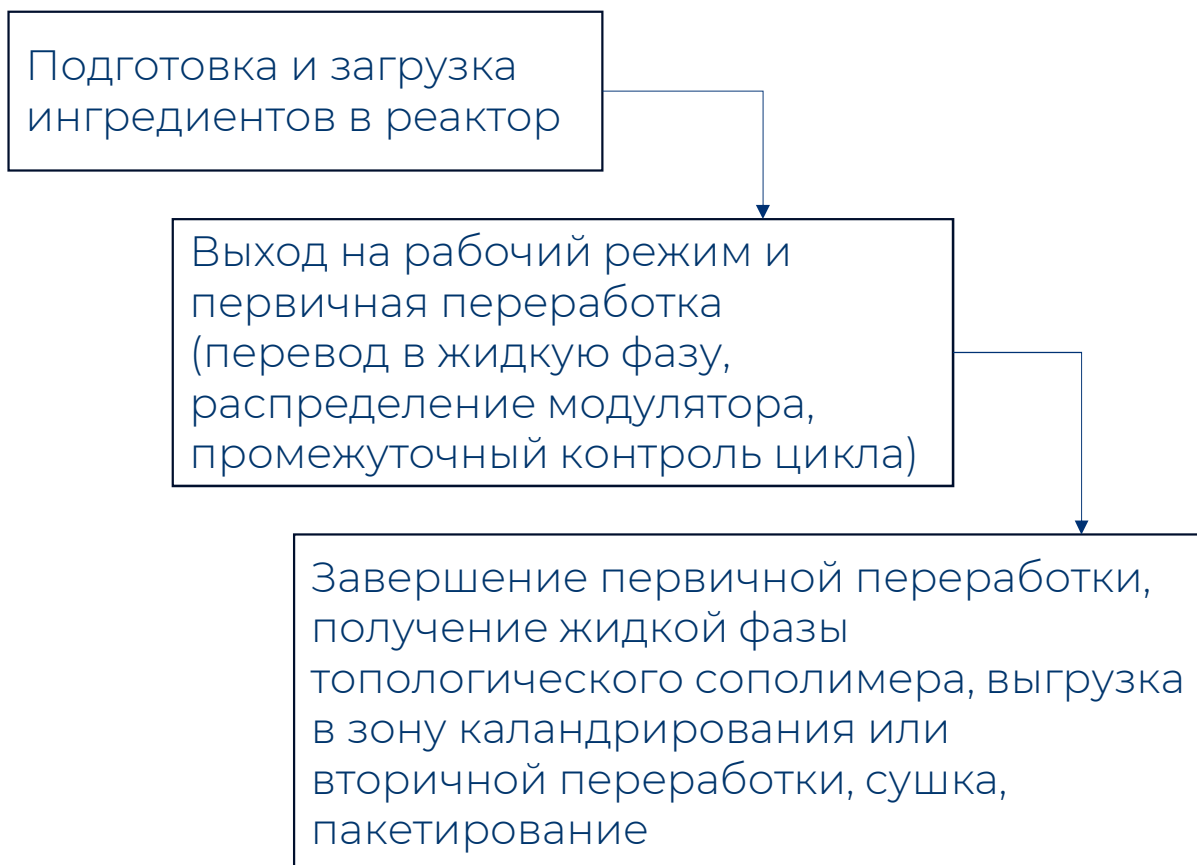 Подготовка и загрузка
ингредиентов в реактор
Выход на рабочий режим и
первичная переработка
(перевод в жидкую фазу,
распределение модулятора,
промежуточный контроль цикла)
Завершение первичной переработки,
получение жидкой фазы
топологического сополимера, выгрузка
в зону каландрирования или
вторичной переработки, сушка,
пакетирование